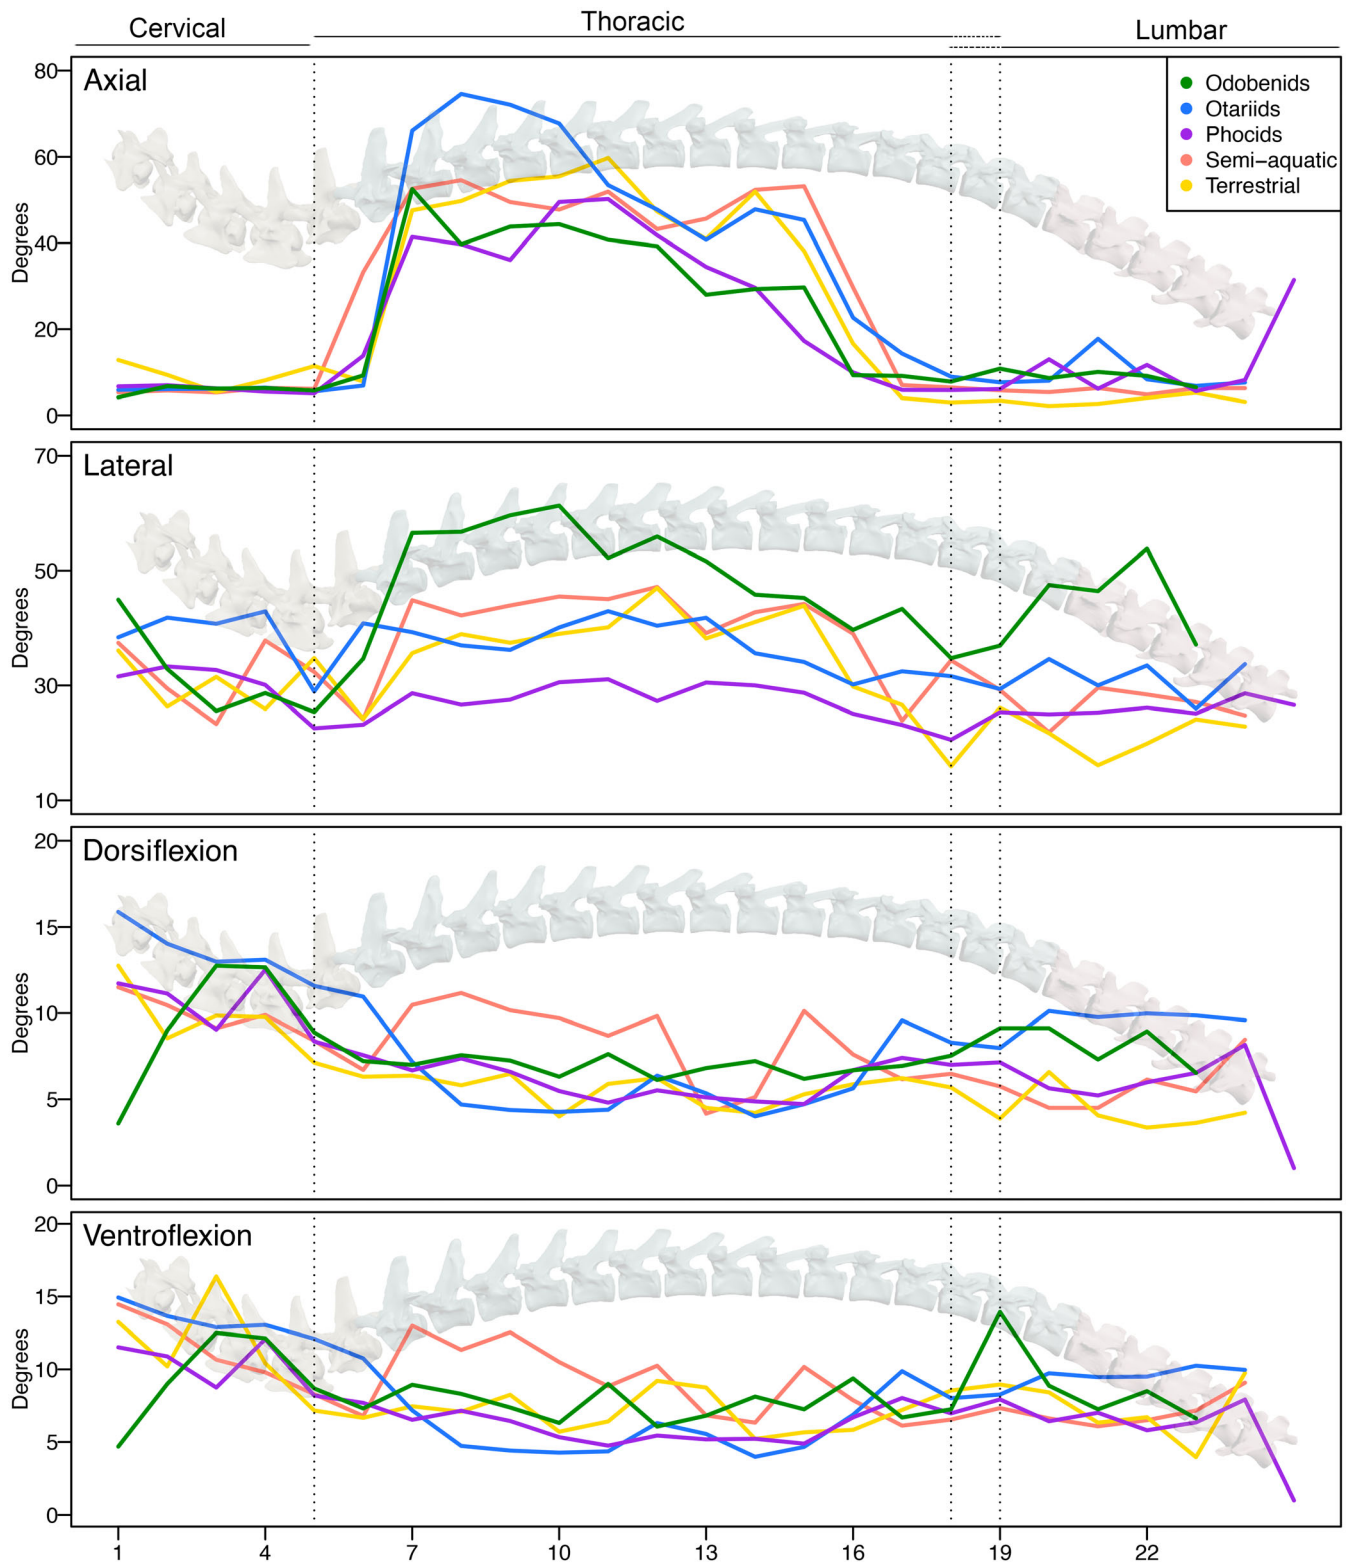 Cervical Thoracic Lumbar
Axial
80
60
40
20
0
Degrees
Odobenids
Otariids
Phocids
Semi−aquatic
Terrestrial
Lateral
70
50
30
10
Degrees
Dorsiflexion
20
15
10
5
0
Degrees
Ventroflexion
20
15
10
5
0
Degrees
1 4 7 10 13 16 19 22